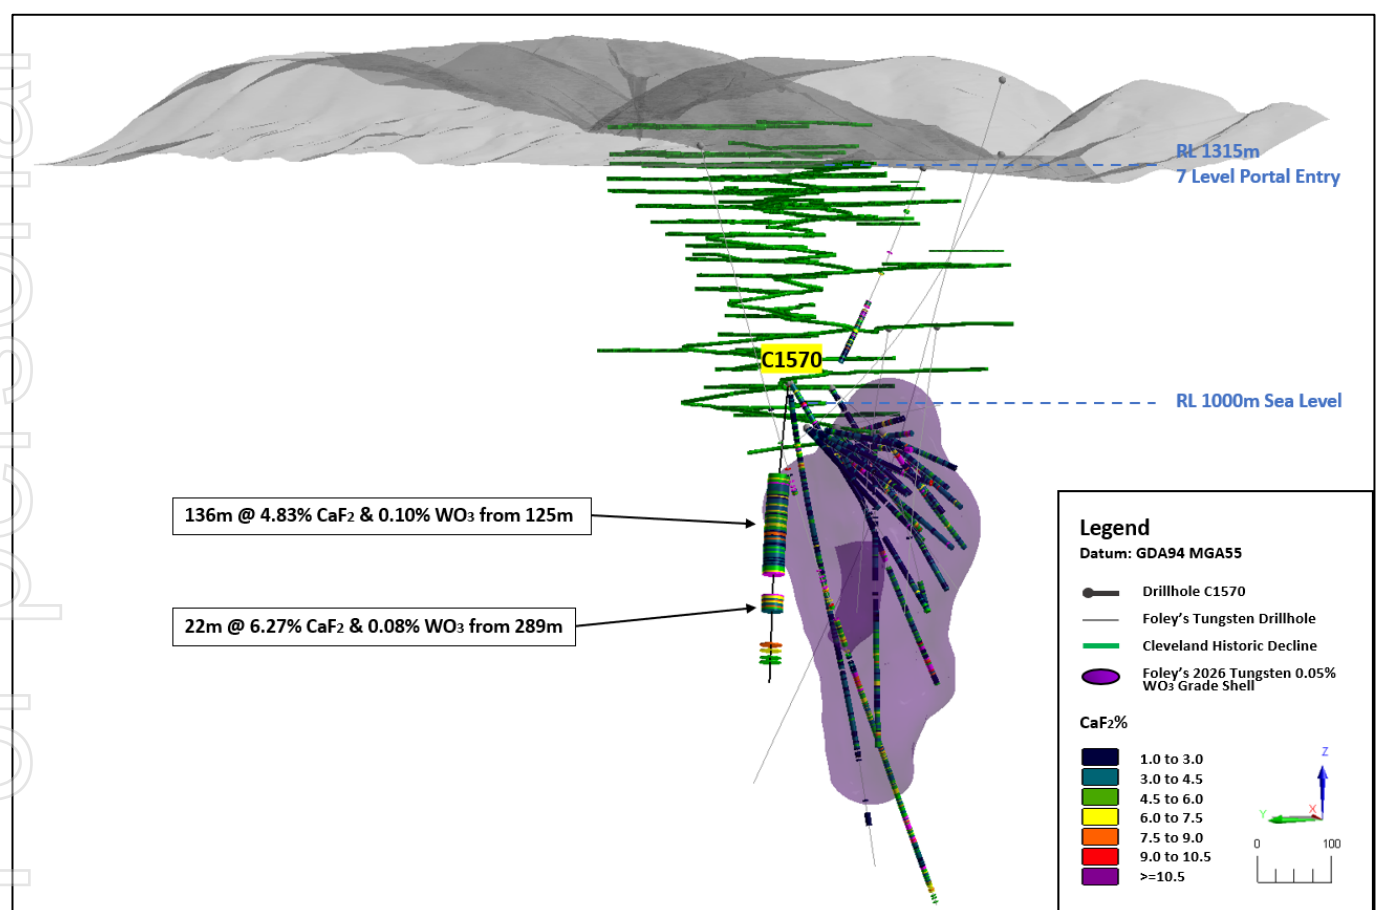 RL 1315m
7 Level Portal Entry
C1570
RL 1000m Sea Level
136m @ 4.83% CaF₂ & 0.10% WO₃ from 125m
22m @ 6.27% CaF₂ & 0.08% WO₃ from 289m
Legend
Datum: GDA94 MGA55
Drillhole C1570
Foley's Tungsten Drillhole
Cleveland Historic Decline
Foley's 2026 Tungsten 0.05%
WO₃ Grade Shell
CaF₂%
1.0 to 3.0
3.0 to 4.5
4.5 to 6.0
6.0 to 7.5
7.5 to 9.0
9.0 to 10.5
>=10.5
Z
Y
X
0 100